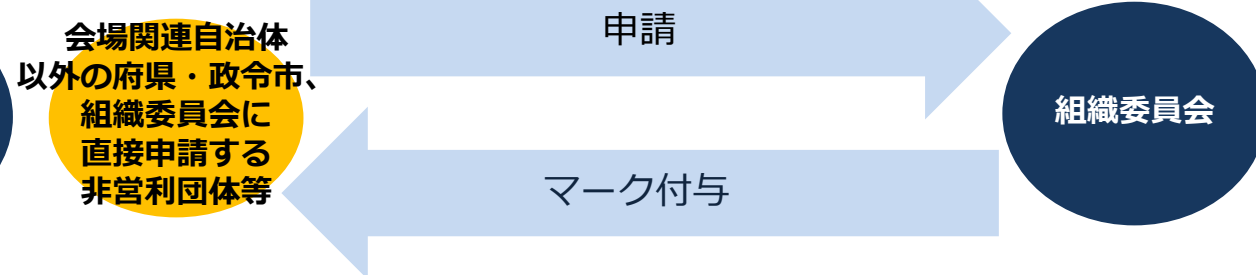 会場関連自治体
以外の府県・政令市、
組織委員会に
直接申請する
非営利団体等
申請
マーク付与
組織委員会